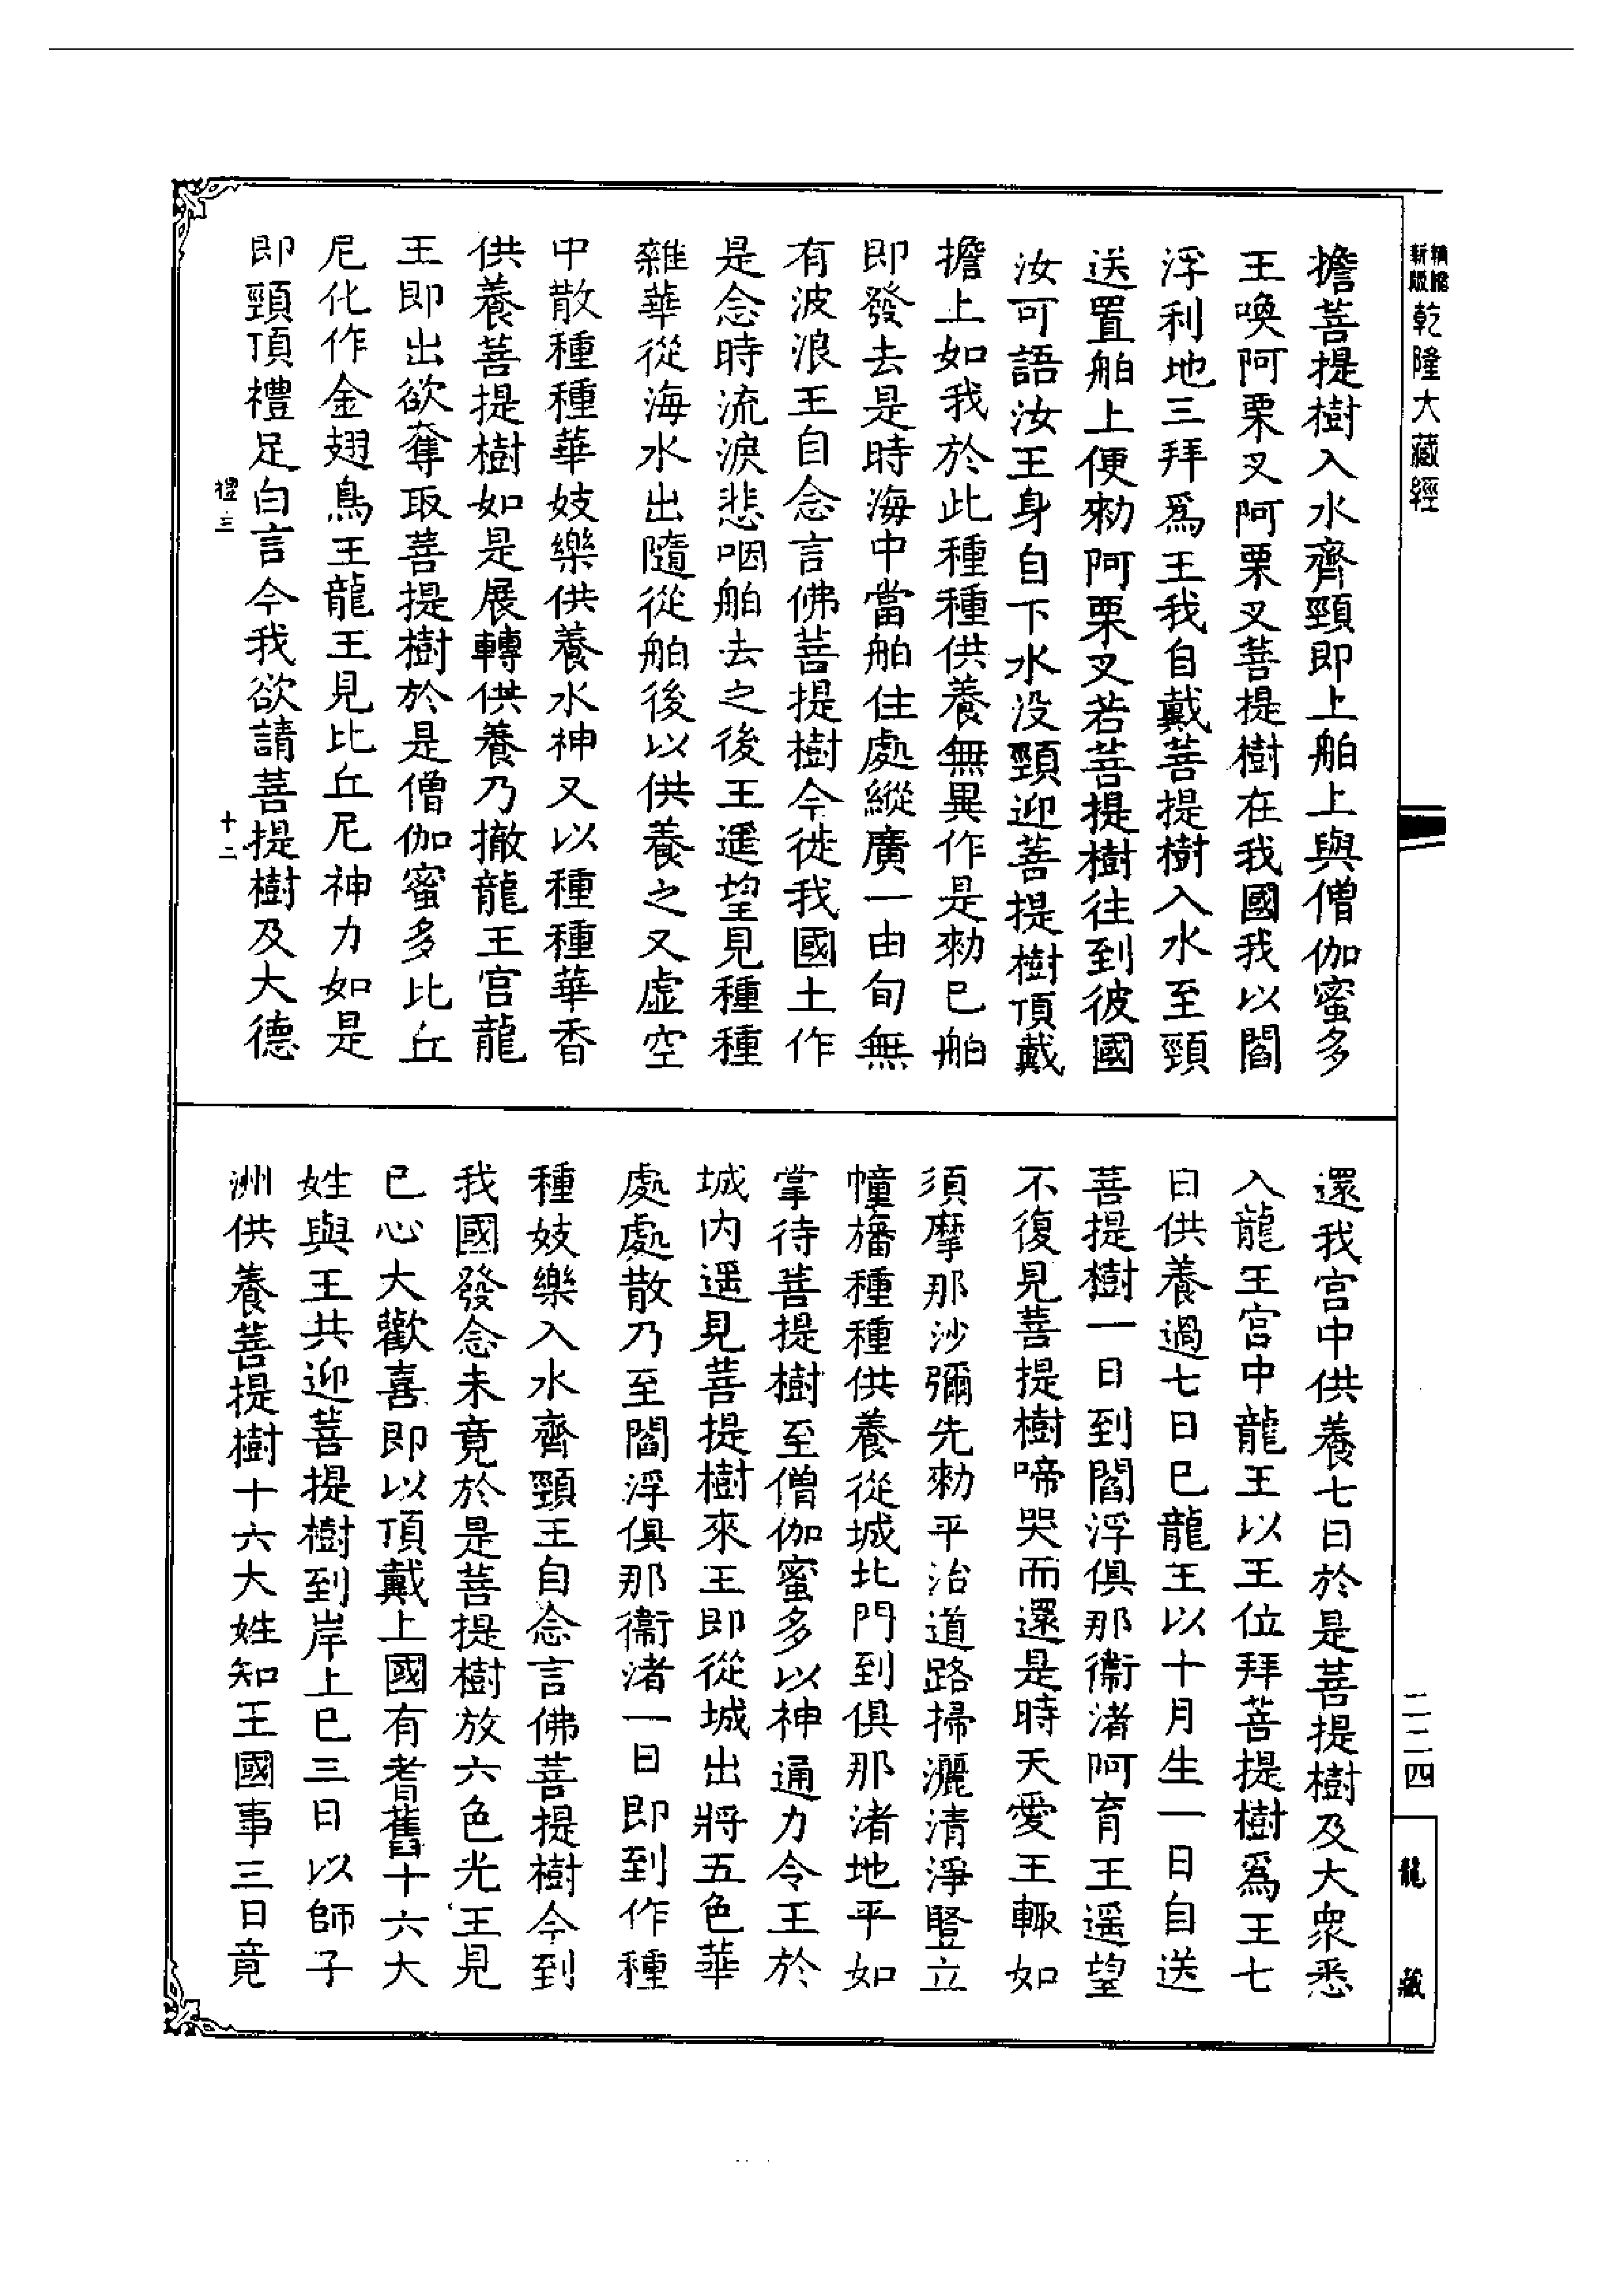 新版
精縮
乾隆大藏經
擔菩提樹入水齊頸即上舶上與僧伽蜜多
王喚阿栗叉阿栗叉菩提樹在我國我以閻
浮利地三拜爲王我自戴菩提樹入水至頸
送置舶上便勑阿栗叉若菩提樹往到彼國
汝可語汝王身自下水没頸迎菩提樹頂戴
擔上如我於此種種供養無異作是勑已舶
即發去是時海中當舶住處縱廣一由旬無
有波浪王自念言佛菩提樹今徙我國土作
是念時流淚悲咽舶去之後王遥望見種種
雜華從海水出隨從舶後以供養之又虛空
中散種種華妓樂供養水神又以種種華香
供養菩提樹如是展轉供養乃撤龍王宫龍
王即出欲奪取菩提樹於是僧伽蜜多比丘
尼化作金翅鳥王龍王見比丘尼神力如是
即頸頂禮足白言今我欲請菩提樹及大德
禮三
十二
還我宫中供養七日於是菩提樹及大衆悉
入龍王宫中龍王以王位拜菩提樹爲王七
日供養過七日已龍王以十月生一日自送
菩提樹一日到閻浮俱那衞渚阿育王遥望
不復見菩提樹啼哭而還是時天愛王輙如
須摩那沙彌先勑平治道路掃灑清淨豎立
幢旛種種供養從城北門到俱那渚地平如
掌待菩提樹至僧伽蜜多以神通力令王於
城内遥見菩提樹來王即從城出將五色華
處處散乃至閻浮俱那衞渚一日即到作種
種妓樂入水齊頸王自念言佛菩提樹今到
我國發念未竟於是菩提樹放六色光王見
已心大歡喜即以頂戴上國有耆舊十六大
姓與王共迎菩提樹到岸上已三日以師子
洲供養菩提樹十六大姓知王國事三日竟
二二四
龍藏